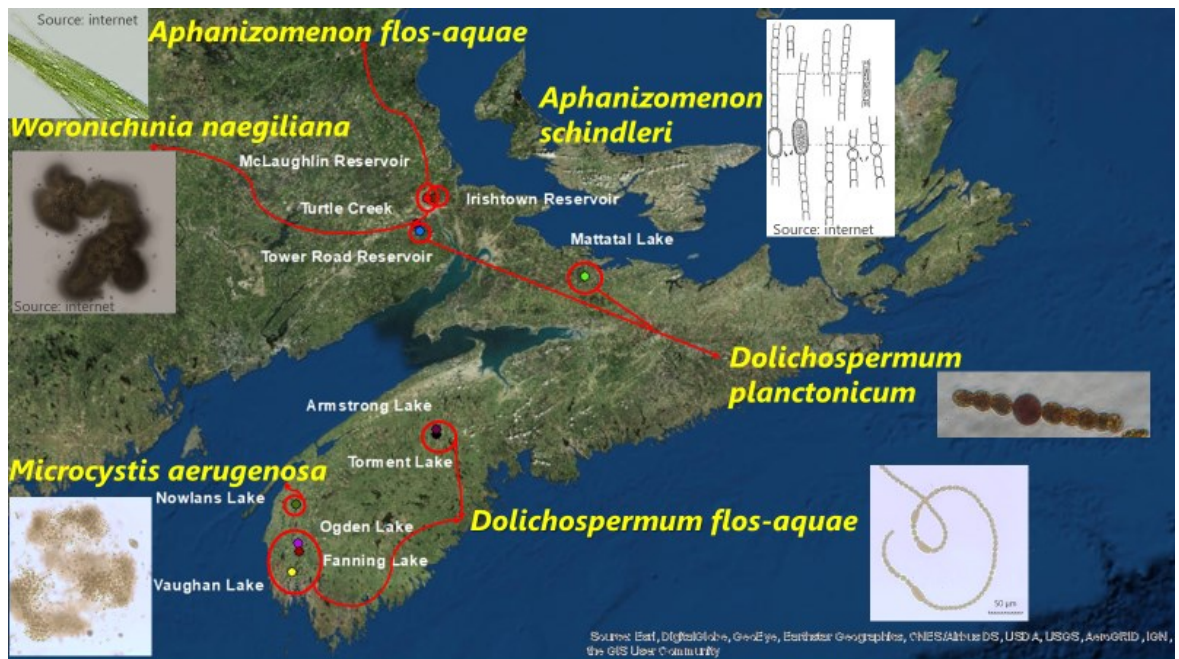 Source: internet
Aphanizomenon flos-aquae
Aphanizomenon
schindleri
Source: internet
Woronichinia naegiliana
Source: internet
McLaughlin Reservoir
Irishtown Reservoir
Turtle Creek
Tower Road Reservoir
Mattatal Lake
Dolichospermum
planctonicum
Armstrong Lake
Torment Lake
Microcystis aerugenosa
Nowlans Lake
Ogden Lake
Fanning Lake
Vaughan Lake
Dolichospermum flos-aquae
50 µm
Source: Esri, DigitalGlobe, GeoEye, Earthstar Geographics, CNES/Airbus DS, USDA, USGS, AeroGRID, IGN,
the GIS User Community